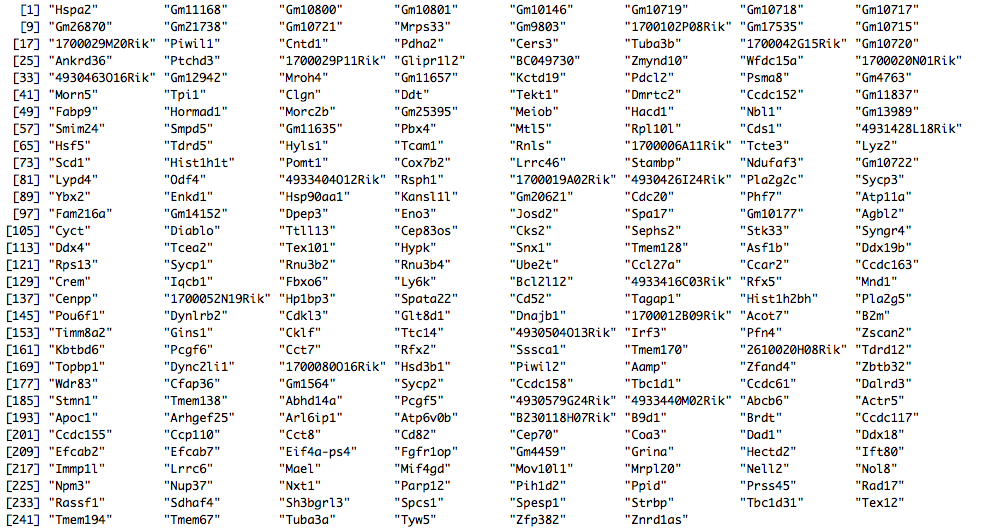 [1] "Hspa2" "Gm11168" "Gm10800" "Gm10801" "Gm10146" "Gm10719" "Gm10718" "Gm10717"
[9] "Gm26870" "Gm21738" "Gm10721" "Mrps33" "Gm9803" "1700102P08Rik" "Gm17535" "Gm10715"
[17] "1700029M20Rik" "Piwil1" "Cntd1" "Pdha2" "Cers3" "Tuba3b" "1700042G15Rik" "Gm10720"
[25] "Ankrd36" "Ptchd3" "1700029P11Rik" "Glipr1l2" "BC049730" "Zmynd10" "Wfdc15a" "1700020N01Rik"
[33] "4930463O16Rik" "Gm12942" "Mroh4" "Gm11657" "Kctd19" "Pdcl2" "Psma8" "Gm4763"
[41] "Morn5" "Tpi1" "Clgn" "Ddt" "Tekt1" "Dmrtc2" "Ccdc152" "Gm11837"
[49] "Fabp9" "Hormad1" "Morc2b" "Gm25395" "Meiob" "Hacd1" "Nbl1" "Gm13989"
[57] "Smim24" "Smpd5" "Gm11635" "Pbx4" "Mtl5" "Rpl10l" "Cds1" "4931428L18Rik"
[65] "Hsf5" "Tdrd5" "Hyls1" "Tcam1" "Rnls" "1700006A11Rik" "Tcte3" "Lyz2"
[73] "Scd1" "Hist1h1t" "Pomt1" "Cox7b2" "Lrrc46" "Stambp" "Ndufaf3" "Gm10722"
[81] "Lypd4" "Odf4" "4933404O12Rik" "Rsph1" "1700019A02Rik" "4930426I24Rik" "Pla2g2c" "Sycp3"
[89] "Ybx2" "Enkd1" "Hsp90aa1" "Kansl1l" "Gm20621" "Cdc20" "Phf7" "Atp11a"
[97] "Fam216a" "Gm14152" "Dpep3" "Eno3" "Josd2" "Spa17" "Gm10177" "Agbl2"
[105] "Cyct" "Diablo" "Ttll13" "Cep83os" "Cks2" "Sephs2" "Stk33" "Syngr4"
[113] "Ddx4" "Tcea2" "Tex101" "Hypk" "Snx1" "Tmem128" "Asf1b" "Ddx19b"
[121] "Rps13" "Sycp1" "Rnu3b2" "Rnu3b4" "Ube2t" "Ccl27a" "Ccar2" "Ccdc163"
[129] "Crem" "Iqcb1" "Fbxo6" "Ly6k" "Bcl2l12" "4933416C03Rik" "Rfx5" "Mnd1"
[137] "Cenpp" "1700052N19Rik" "Hp1bp3" "Spata22" "Cd52" "Tagap1" "Hist1h2bh" "Pla2g5"
[145] "Pou6f1" "Dynlrb2" "Cdkl3" "Glt8d1" "Dnajb1" "1700012B09Rik" "Acot7" "B2m"
[153] "Timm8a2" "Gins1" "Cklf" "Ttc14" "4930504O13Rik" "Irf3" "Pfn4" "Zscan2"
[161] "Kbtbd6" "Pcgf6" "Cct7" "Rfx2" "Sssca1" "Tmem170" "2610020H08Rik" "Tdrd12"
[169] "Topbp1" "Dync2li1" "1700080O16Rik" "Hsd3b1" "Piwil2" "Aamp" "Zfand4" "Zbtb32"
[177] "Wdr83" "Cfap36" "Gm1564" "Sycp2" "Ccdc158" "Tbc1d1" "Ccdc61" "Dalrd3"
[185] "Stmn1" "Tmem138" "Abhd14a" "Pcgf5" "4930579G24Rik" "4933440M02Rik" "Abcb6" "Actr5"
[193] "Apoc1" "Arhgef25" "Arl6ip1" "Atp6v0b" "B230118H07Rik" "B9d1" "Brdt" "Ccdc117"
[201] "Ccdc155" "Ccp110" "Cct8" "Cd82" "Cep70" "Coa3" "Dad1" "Ddx18"
[209] "Efcab2" "Efcab7" "Eif4a-ps4" "Fgfr1op" "Gm4459" "Grina" "Hectd2" "Ift80"
[217] "Immp1l" "Lrrc6" "Mael" "Mif4gd" "Mov10l1" "Mrpl20" "Nell2" "Nol8"
[225] "Npm3" "Nup37" "Nxt1" "Parp12" "Pih1d2" "Ppid" "Prss45" "Rad17"
[233] "Rassf1" "Sdhaf4" "Sh3bgrl3" "Spcs1" "Spesp1" "Strbp" "Tbc1d31" "Tex12"
[241] "Tmem194" "Tmem67" "Tuba3a" "Tyw5" "Zfp382" "Znrd1as"